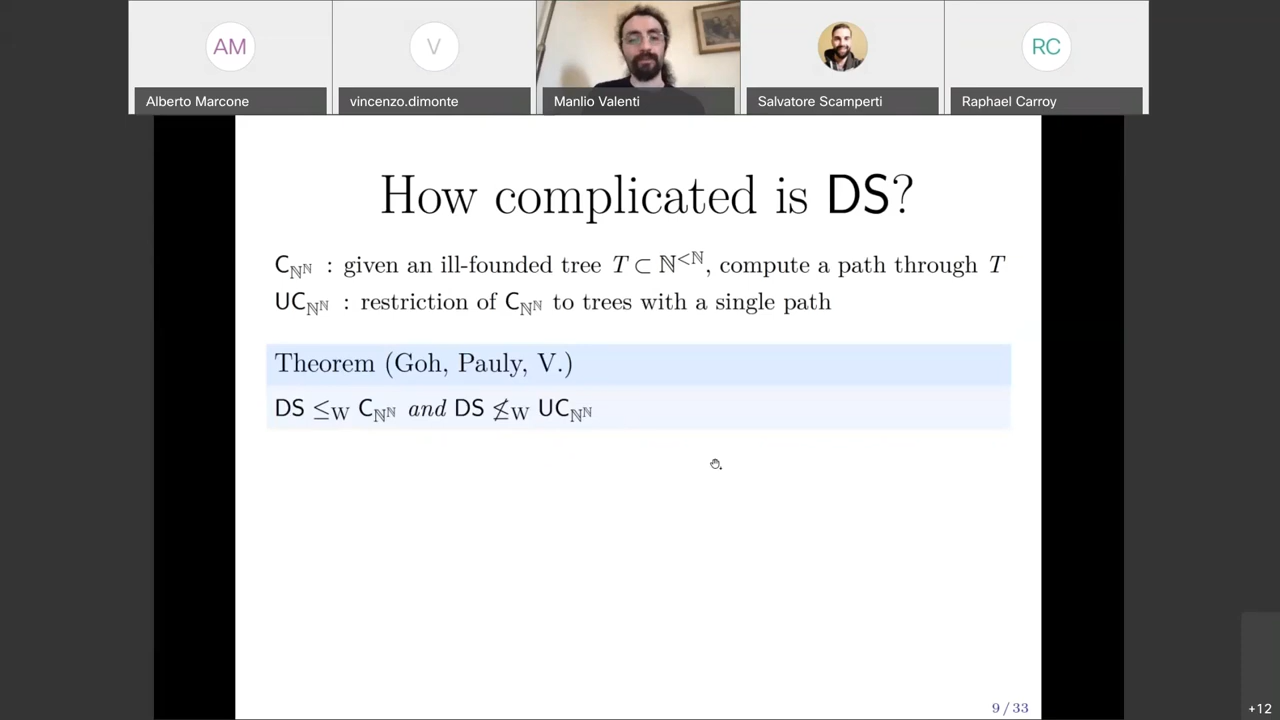 AM
V
RC
Alberto Marcone
vincenzo.dimonte
Manlio Valenti
Salvatore Scamperti
Raphael Carroy
How complicated is DS?
C_{ℕ^ℕ} : given an ill-founded tree T ⊂ ℕ^{<ℕ}, compute a path through T
UC_{ℕ^ℕ} : restriction of C_{ℕ^ℕ} to trees with a single path
Theorem (Goh, Pauly, V.)
DS ≤_W C_{ℕ^ℕ} and DS ≰_W UC_{ℕ^ℕ}
9 / 33
+12